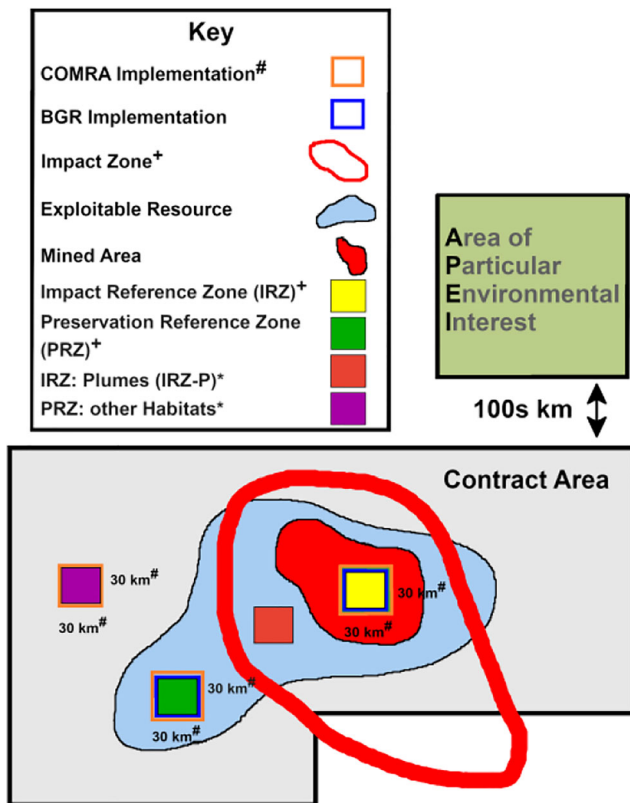 Key
COMRA Implementation#
BGR Implementation
Impact Zone+
Exploitable Resource
Mined Area
Impact Reference Zone (IRZ)+
Preservation Reference Zone
(PRZ)+
IRZ: Plumes (IRZ-P)*
PRZ: other Habitats*
Area of
Particular
Environmental
Interest
100s km
Contract Area
30 km#
30 km#
30 km#
30 km#
30 km#
30 km#